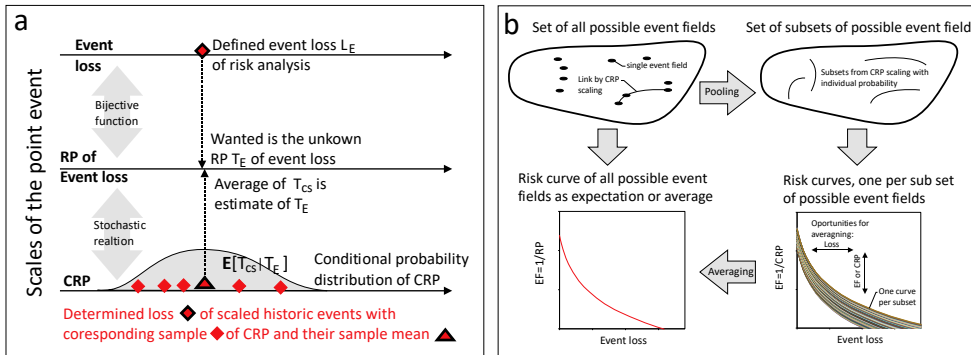 a
Scales of the point event
Event
loss
Defined event loss L_E
of risk analysis
Bijective
function
Wanted is the unkown
RP T_E of event loss
RP of
Event loss
Average of T_cs is
estimate of T_E
Stochastic
realtion
E[T_cs|T_E]
Conditional probability
distribution of CRP
CRP
Determined loss of scaled historic events with
coresponding sample of CRP and their sample mean
b
Set of all possible event fields
single event field
Link by CRP
scaling
Pooling
Set of subsets of possible event field
Subsets from CRP scaling with
individual probability
Risk curve of all possible event
fields as expectation or average
EF=1/RP
Event loss
Averaging
Risk curves, one per sub set
of possible event fields
Oportunities for
averagning:
Loss
EF or CRP
One curve
per subset
EF=1/CRP
Event loss